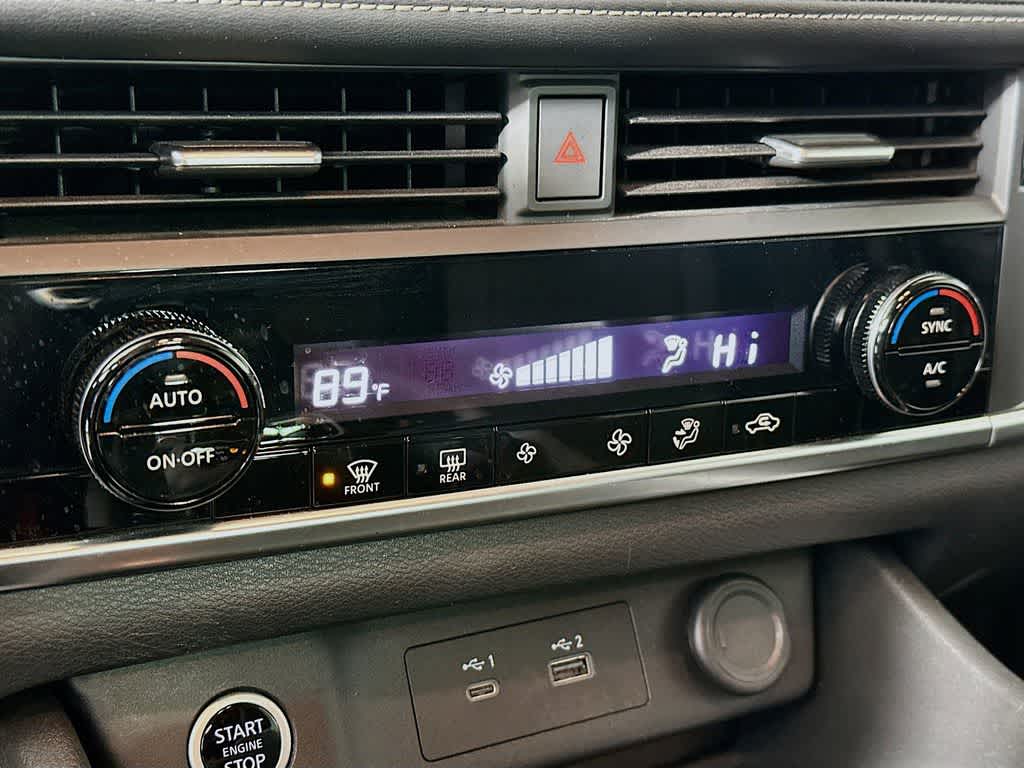 AUTO
ON·OFF
89°F
Hi
SYNC
A/C
FRONT
REAR
1
2
START
ENGINE
STOP